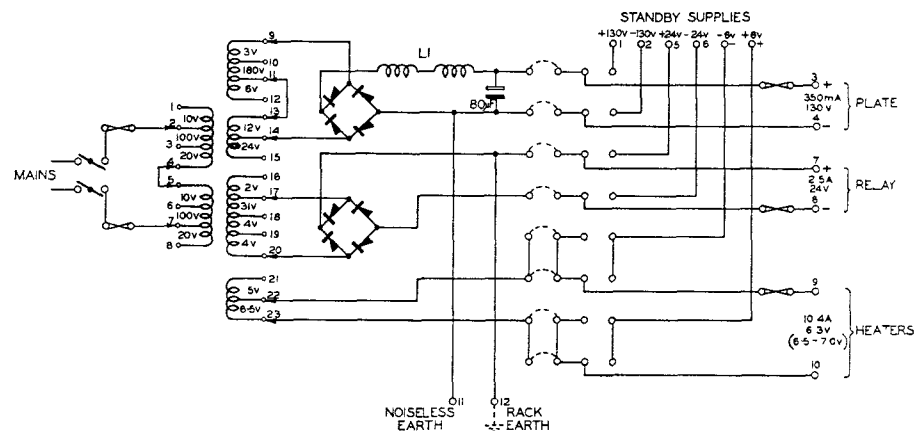 STANDBY SUPPLIES
+130V -130V +24V -24V -6V +6V
1 2 5 6 - +
9
3V
10
180V
11
6V
12
13
12V
14
24V
15
L1
80µF
1
10V
2
100V
3
20V
4
5
10V
6
100V
7
20V
8
MAINS
16
2V
17
31V
18
4V
19
4V
20
21
5V
22
6·5V
23
3 +
350mA
130V
4 -
PLATE
7 +
2·5A
24V
8 -
RELAY
9
10·4A
6·3V
(6·5-7·0V)
10
HEATERS
11
12
NOISELESS
EARTH
RACK
EARTH